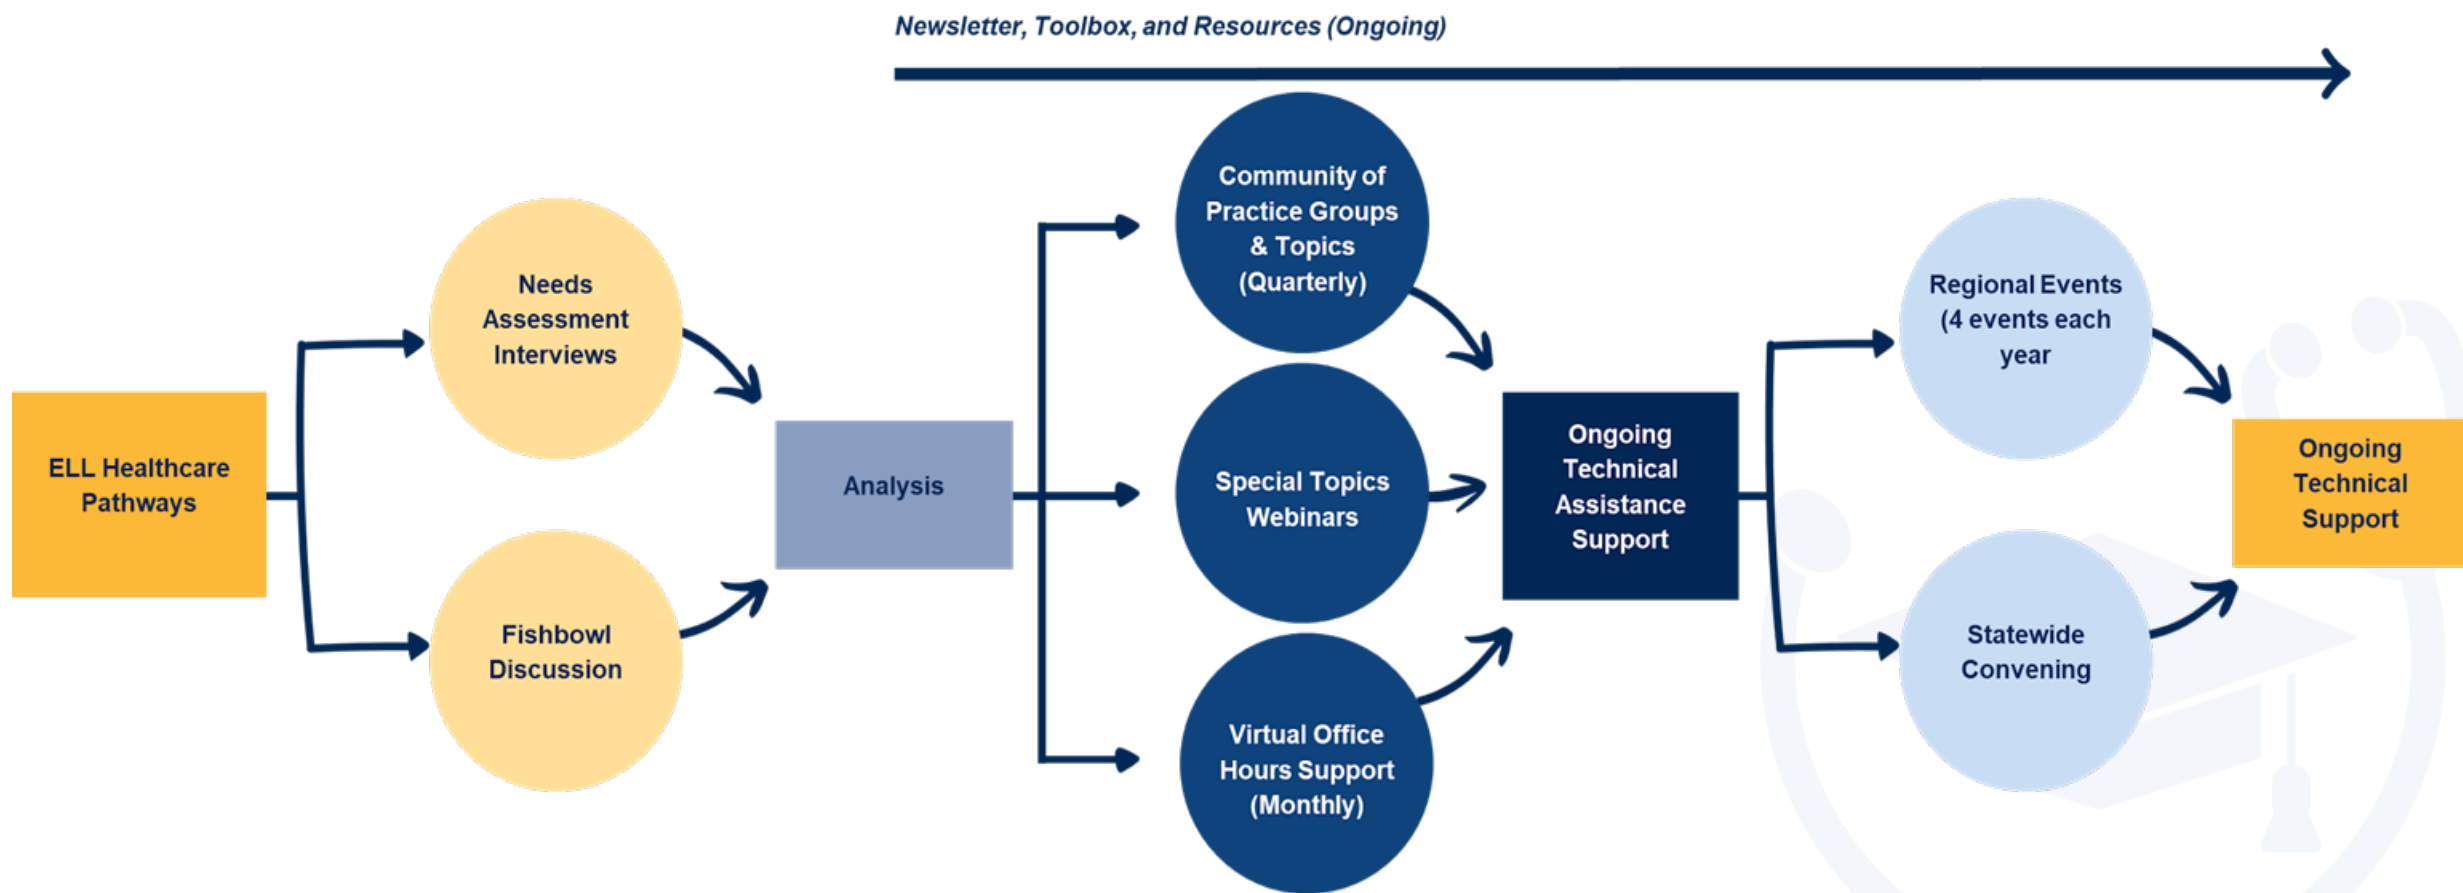 Newsletter, Toolbox, and Resources (Ongoing)
ELL Healthcare
Pathways
Needs
Assessment
Interviews
Fishbowl
Discussion
Analysis
Community of
Practice Groups
& Topics
(Quarterly)
Special Topics
Webinars
Virtual Office
Hours Support
(Monthly)
Ongoing
Technical
Assistance
Support
Regional Events
(4 events each
year
Statewide
Convening
Ongoing
Technical
Support